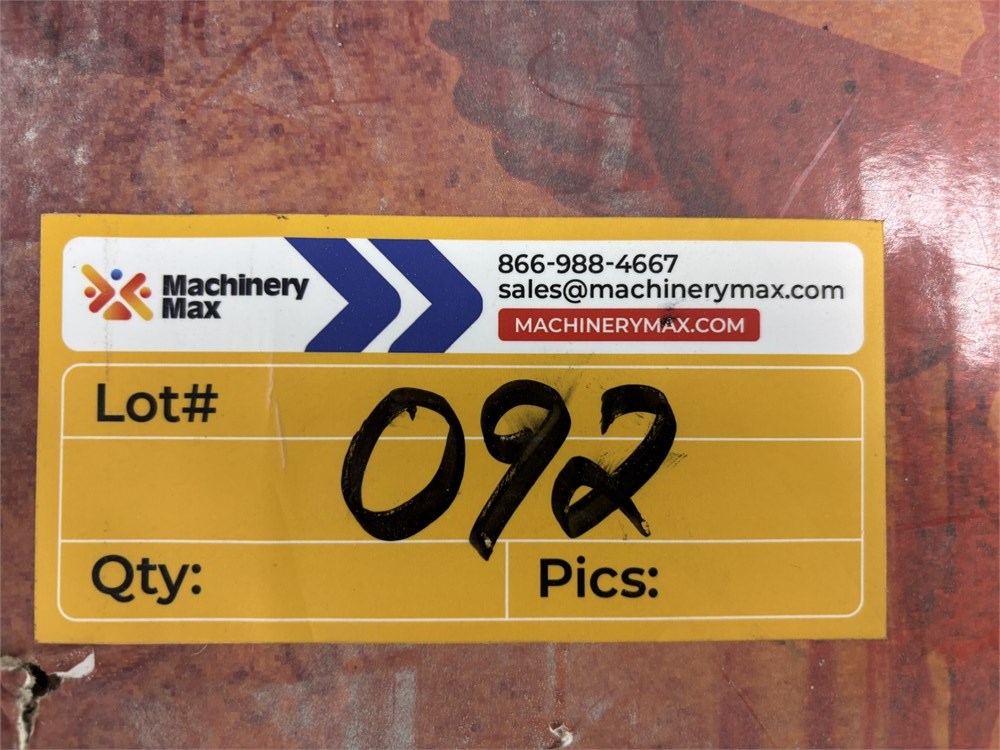 Machinery
Max
866-988-4667
sales@machinerymax.com
MACHINERYMAX.COM
Lot#
092
Qty:
Pics: